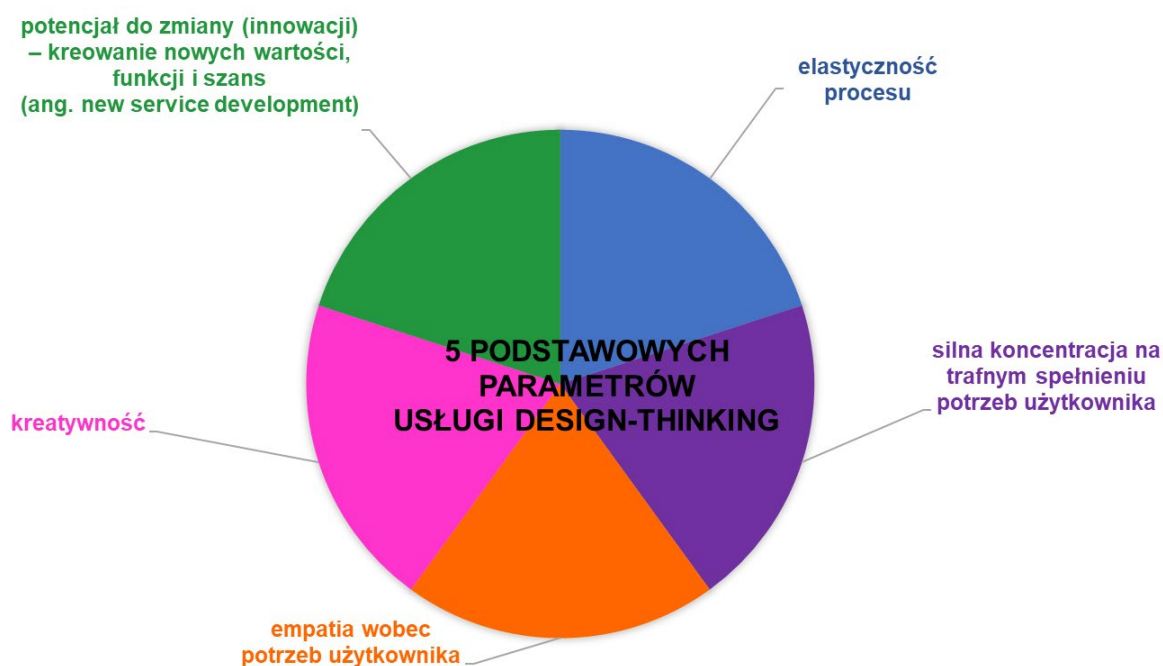 potencjał do zmiany (innowacji)
– kreowanie nowych wartości,
funkcji i szans
(ang. new service development)
elastyczność
procesu
5 PODSTAWOWYCH
PARAMETRÓW
USŁUGI DESIGN-THINKING
silna koncentracja na
trafnym spełnieniu
potrzeb użytkownika
kreatywność
empatia wobec
potrzeb użytkownika